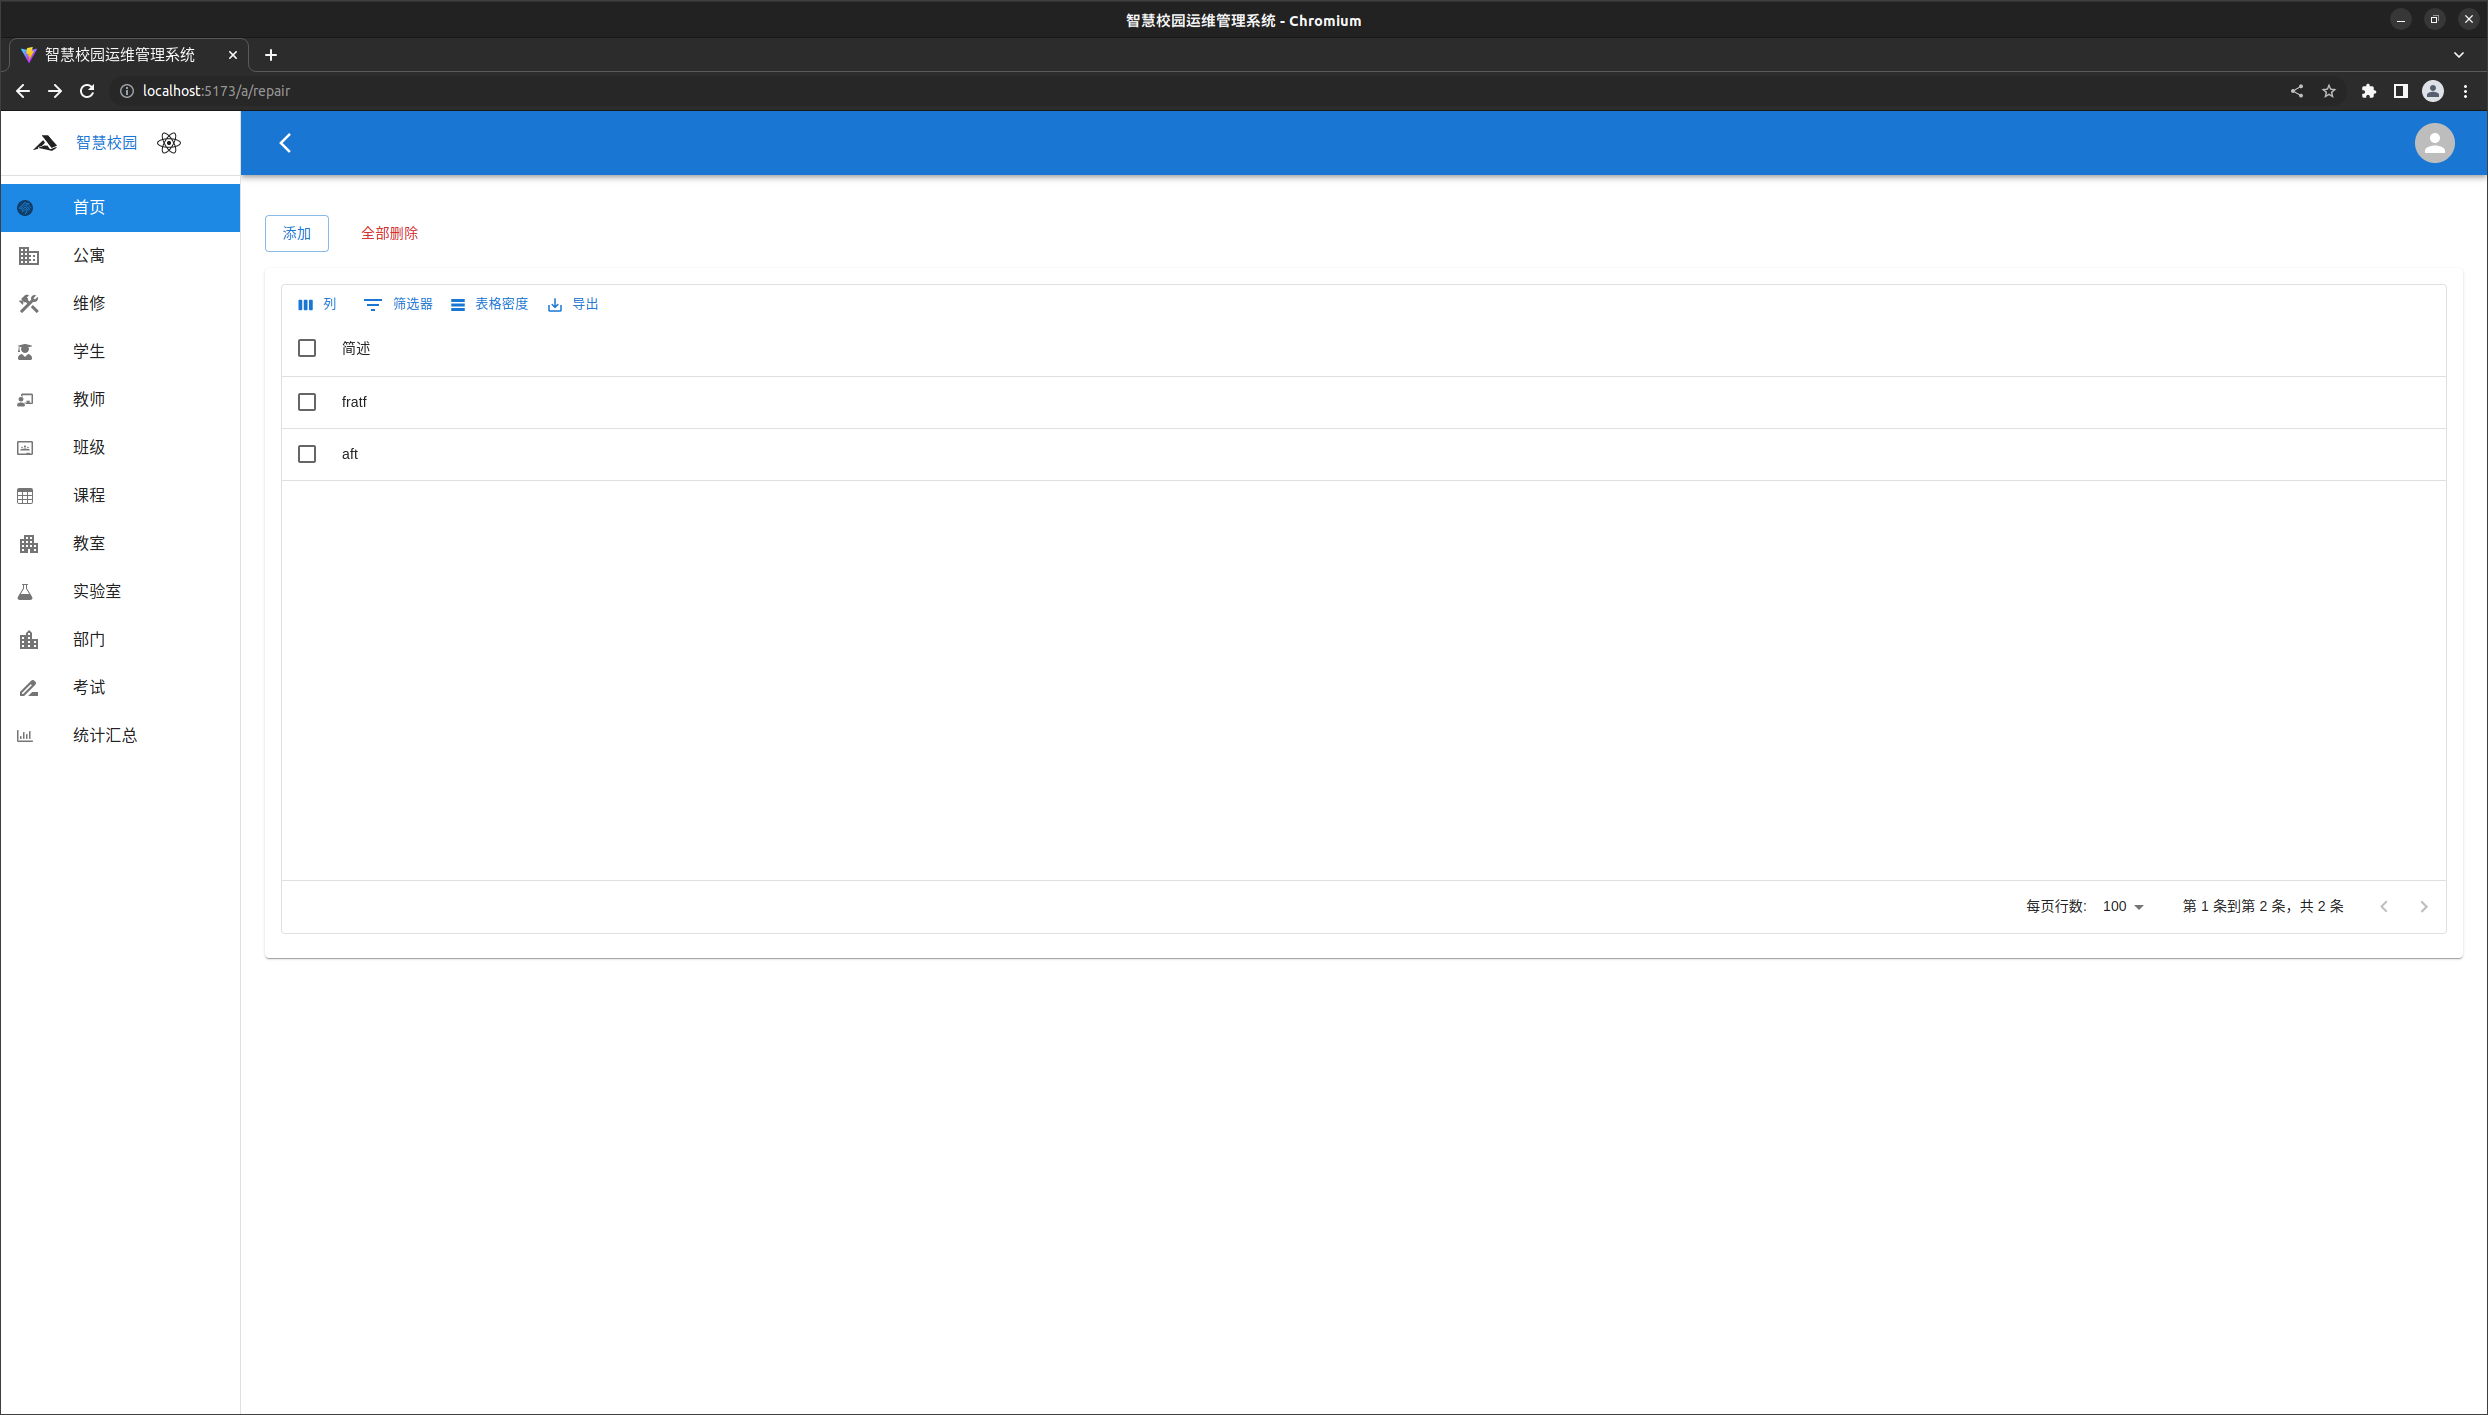 智慧校园运维管理系统 - Chromium
智慧校园运维管理系统
localhost:5173/a/repair
智慧校园
首页
公寓
维修
学生
教师
班级
课程
教室
实验室
部门
考试
统计汇总
添加 全部删除
列 筛选器 表格密度 导出
简述
fratf
aft
每页行数: 100 第 1 条到第 2 条，共 2 条